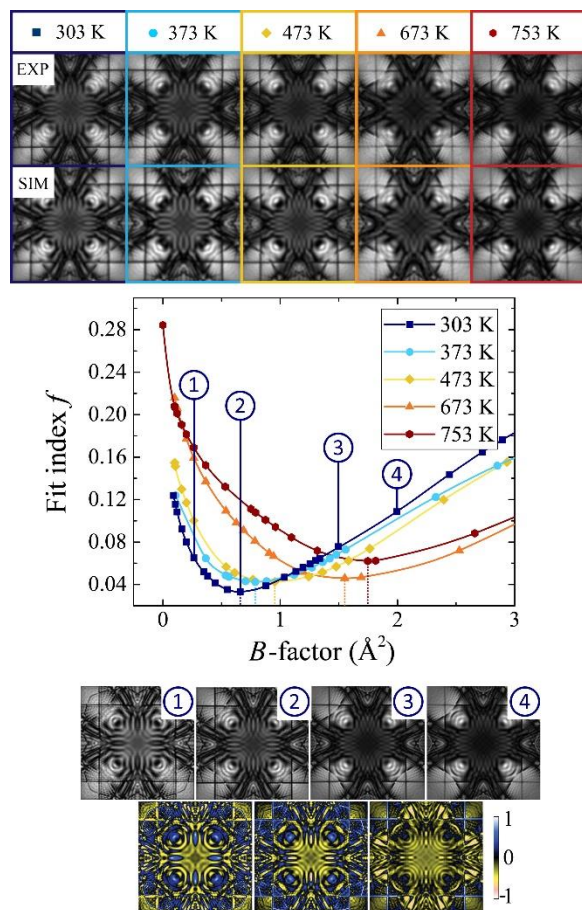 303 K 373 K 473 K 673 K 753 K
EXP
SIM
0.28
0.24
0.20
0.16
0.12
0.08
0.04
Fit index f
303 K
373 K
473 K
673 K
753 K
1
2
3
4
0 1 2 3
B-factor (Å²)
1 2 3 4
1
0
-1